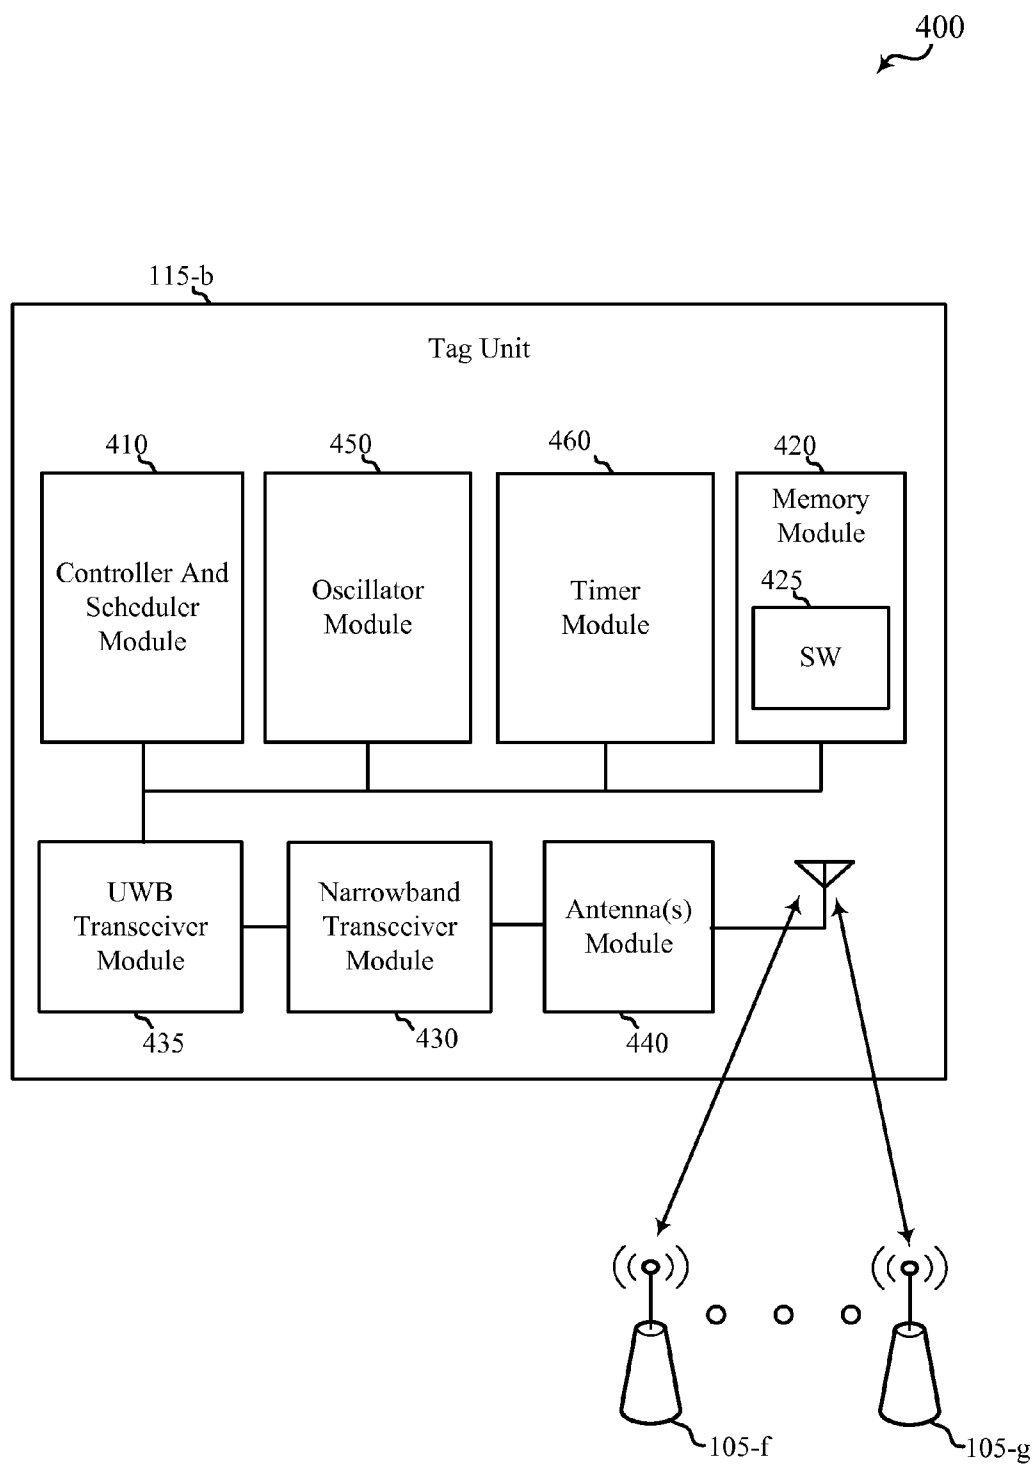 400
115-b
Tag Unit
410
450
460
420
Controller And
Scheduler
Module
Oscillator
Module
Timer
Module
Memory
Module
425
SW
UWB
Transceiver
Module
Narrowband
Transceiver
Module
Antenna(s)
Module
435
430
440
105-f
105-g